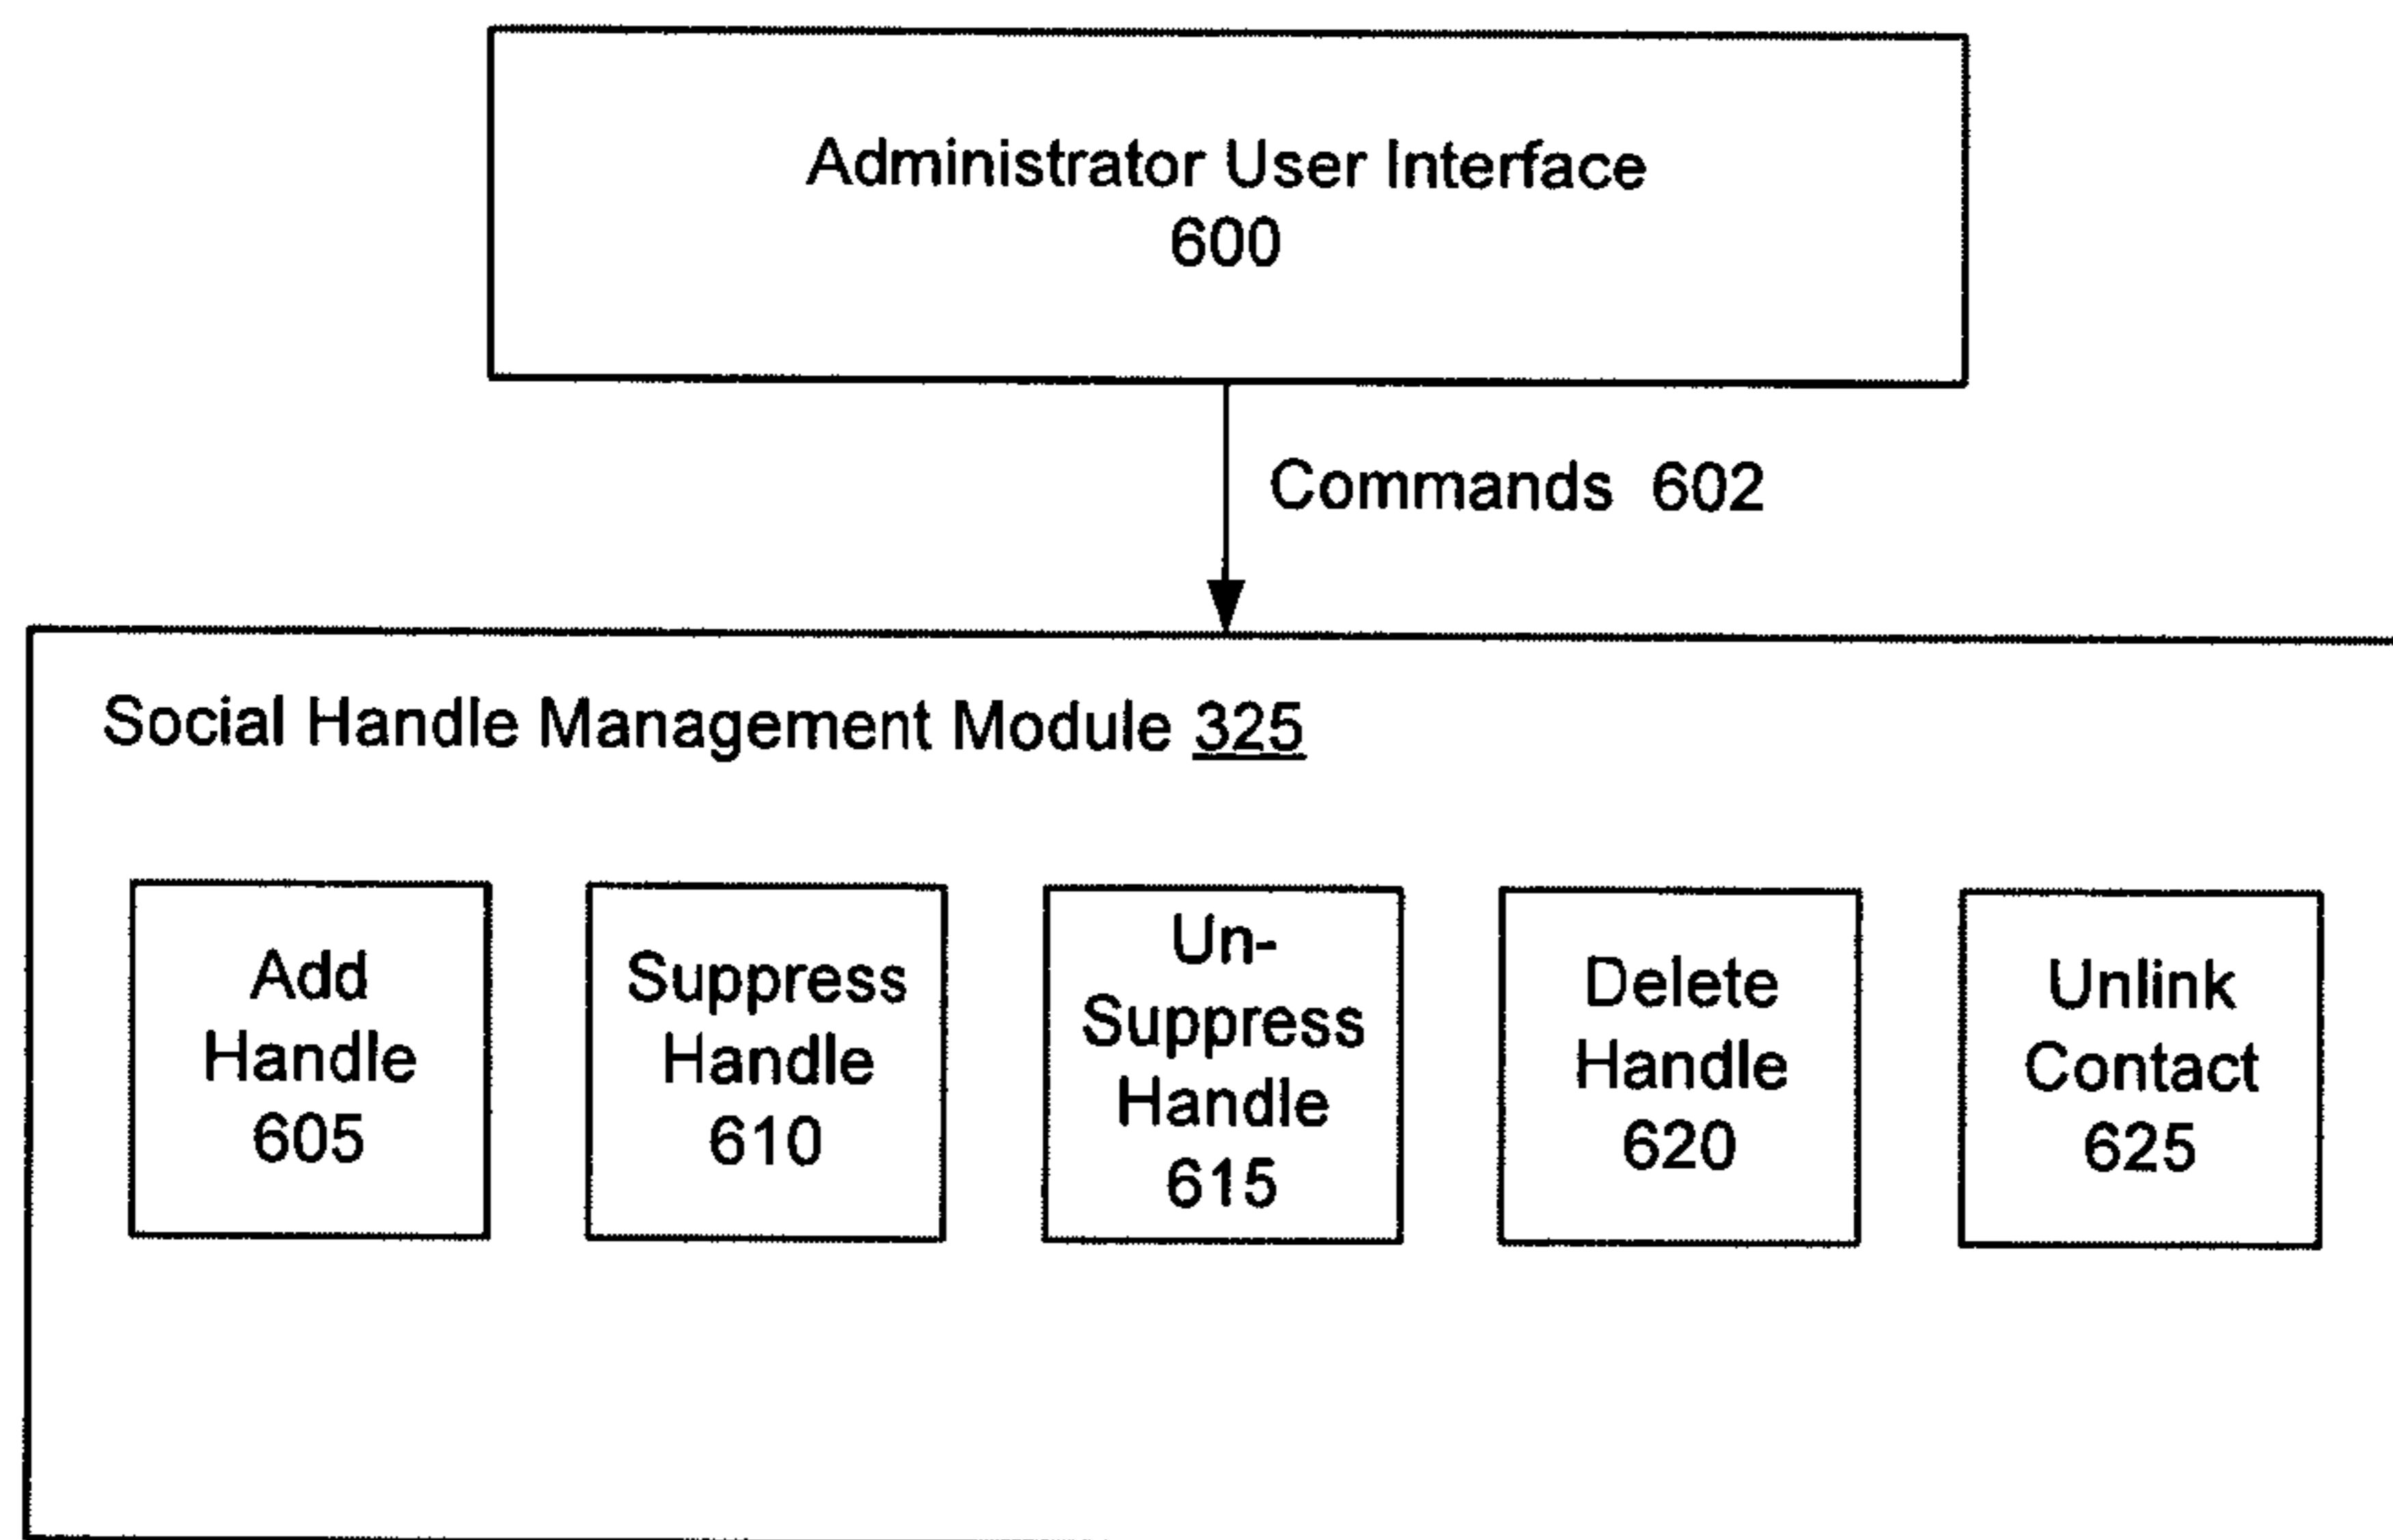 Administrator User Interface
600
Commands 602
Social Handle Management Module 325
Add
Handle
605
Suppress
Handle
610
Un-
Suppress
Handle
615
Delete
Handle
620
Unlink
Contact
625